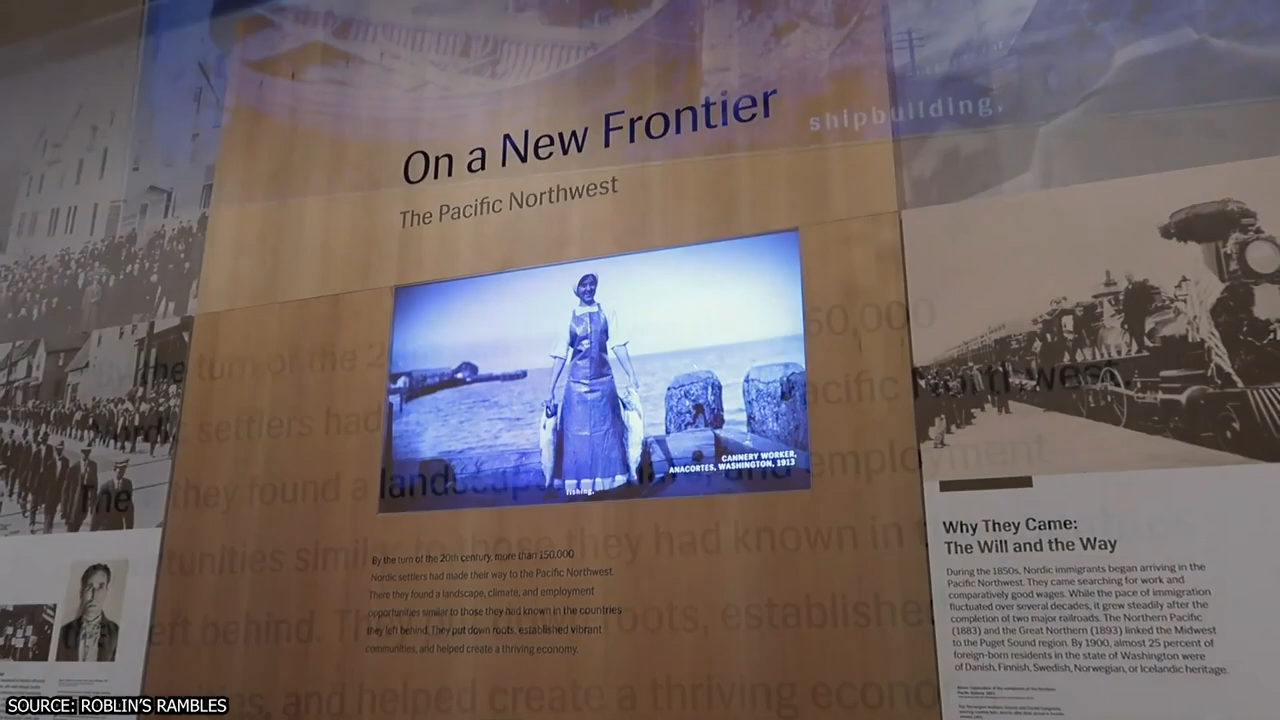 On a New Frontier
shipbuilding,
The Pacific Northwest
CANNERY WORKER,
ANACORTES, WASHINGTON, 1913
fishing,
By the turn of the 20th century, more than 150,000
Nordic settlers had made their way to the Pacific Northwest.
There they found a landscape, climate, and employment
opportunities similar to those they had known in the countries
they left behind. They put down roots, established vibrant
communities, and helped create a thriving economy.
Why They Came:
The Will and the Way
During the 1850s, Nordic immigrants began arriving in the
Pacific Northwest. They came searching for work and
comparatively good wages. While the pace of immigration
fluctuated over several decades, it grew steadily after the
completion of two major railroads. The Northern Pacific
(1883) and the Great Northern (1893) linked the Midwest
to the Puget Sound region. By 1900, almost 25 percent of
foreign-born residents in the state of Washington were
of Danish, Finnish, Swedish, Norwegian, or Icelandic heritage.
SOURCE: ROBLIN'S RAMBLES